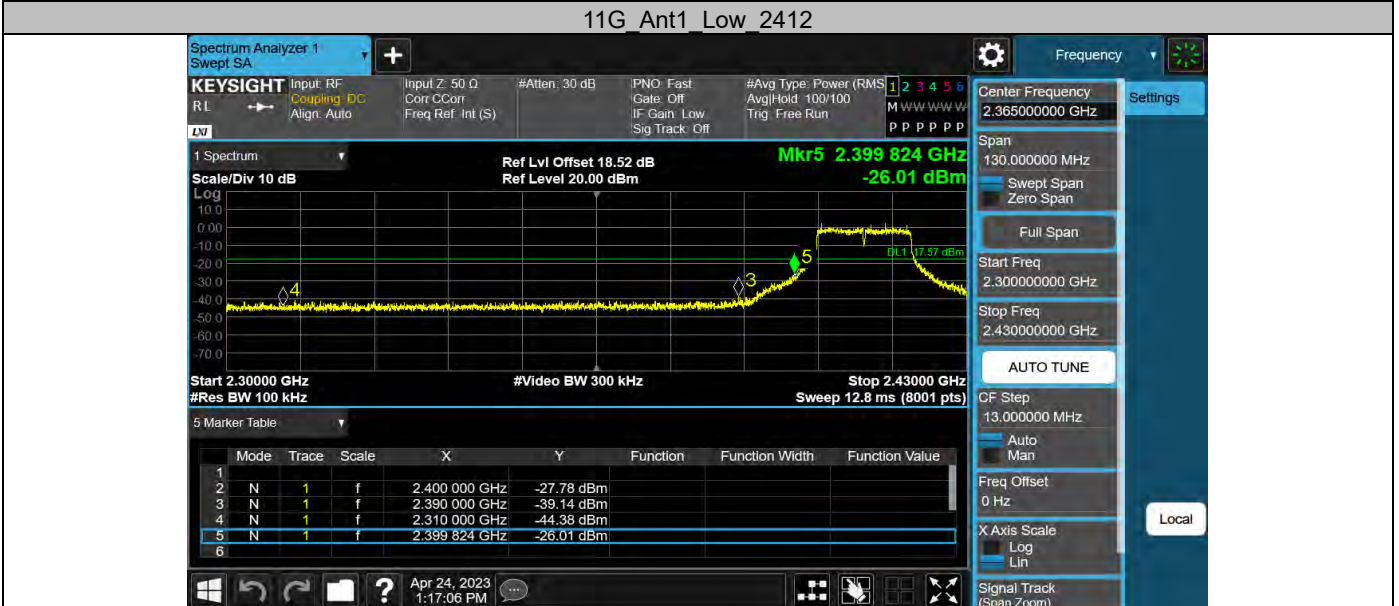 11G_Ant1_Low_2412
Spectrum Analyzer 1
Swept SA
+
Frequency
KEYSIGHT
RL
LXI
Input: RF
Coupling: DC
Align: Auto
Input Z: 50 Ω
Corr CCorr
Freq Ref: Int (S)
#Atten: 30 dB
PNO: Fast
Gate: Off
IF Gain: Low
Sig Track: Off
#Avg Type: Power (RMS
Avg|Hold: 100/100
Trig: Free Run
1 2 3 4 5 6
M W W W W W
P P P P P P
Center Frequency
2.365000000 GHz
Settings
Span
130.000000 MHz
Swept Span
Zero Span
Full Span
Start Freq
2.300000000 GHz
Stop Freq
2.430000000 GHz
AUTO TUNE
CF Step
13.000000 MHz
Auto
Man
Freq Offset
0 Hz
Local
X Axis Scale
Log
Lin
Signal Track
(Span Zoom)
1 Spectrum
Scale/Div 10 dB
Ref Lvl Offset 18.52 dB
Ref Level 20.00 dBm
Mkr5 2.399 824 GHz
-26.01 dBm
Log
10.0
0.00
-10.0
-20.0
-30.0
-40.0
-50.0
-60.0
-70.0
DL1 -17.57 dBm
4
3
5
Start 2.30000 GHz
#Video BW 300 kHz
Stop 2.43000 GHz
#Res BW 100 kHz
Sweep 12.8 ms (8001 pts)
5 Marker Table
Mode Trace Scale X Y Function Function Width Function Value
1
2 N 1 f 2.400 000 GHz -27.78 dBm
3 N 1 f 2.390 000 GHz -39.14 dBm
4 N 1 f 2.310 000 GHz -44.38 dBm
5 N 1 f 2.399 824 GHz -26.01 dBm
6
?
Apr 24, 2023
1:17:06 PM